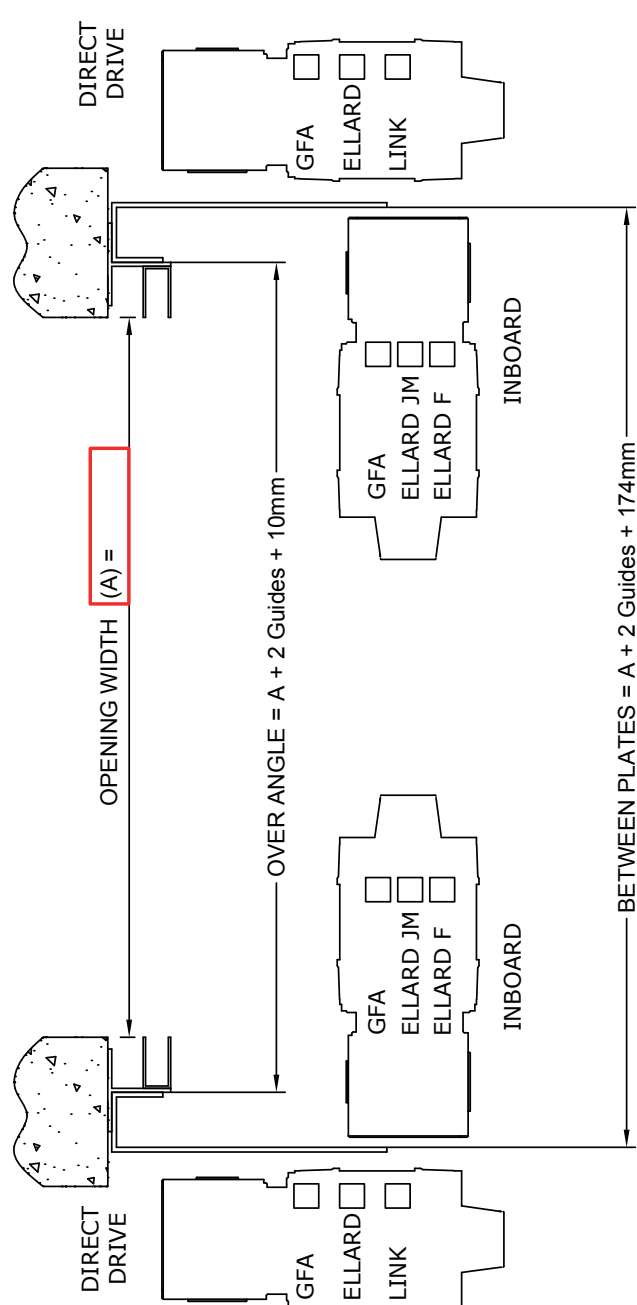 DIRECT
DRIVE
OPENING WIDTH (A) =
DIRECT
DRIVE
OVER ANGLE = A + 2 Guides + 10mm
GFA
ELLARD
LINK
GFA
ELLARD JM
ELLARD F
INBOARD
GFA
ELLARD JM
ELLARD F
INBOARD
GFA
ELLARD
LINK
BETWEEN PLATES = A + 2 Guides + 174mm